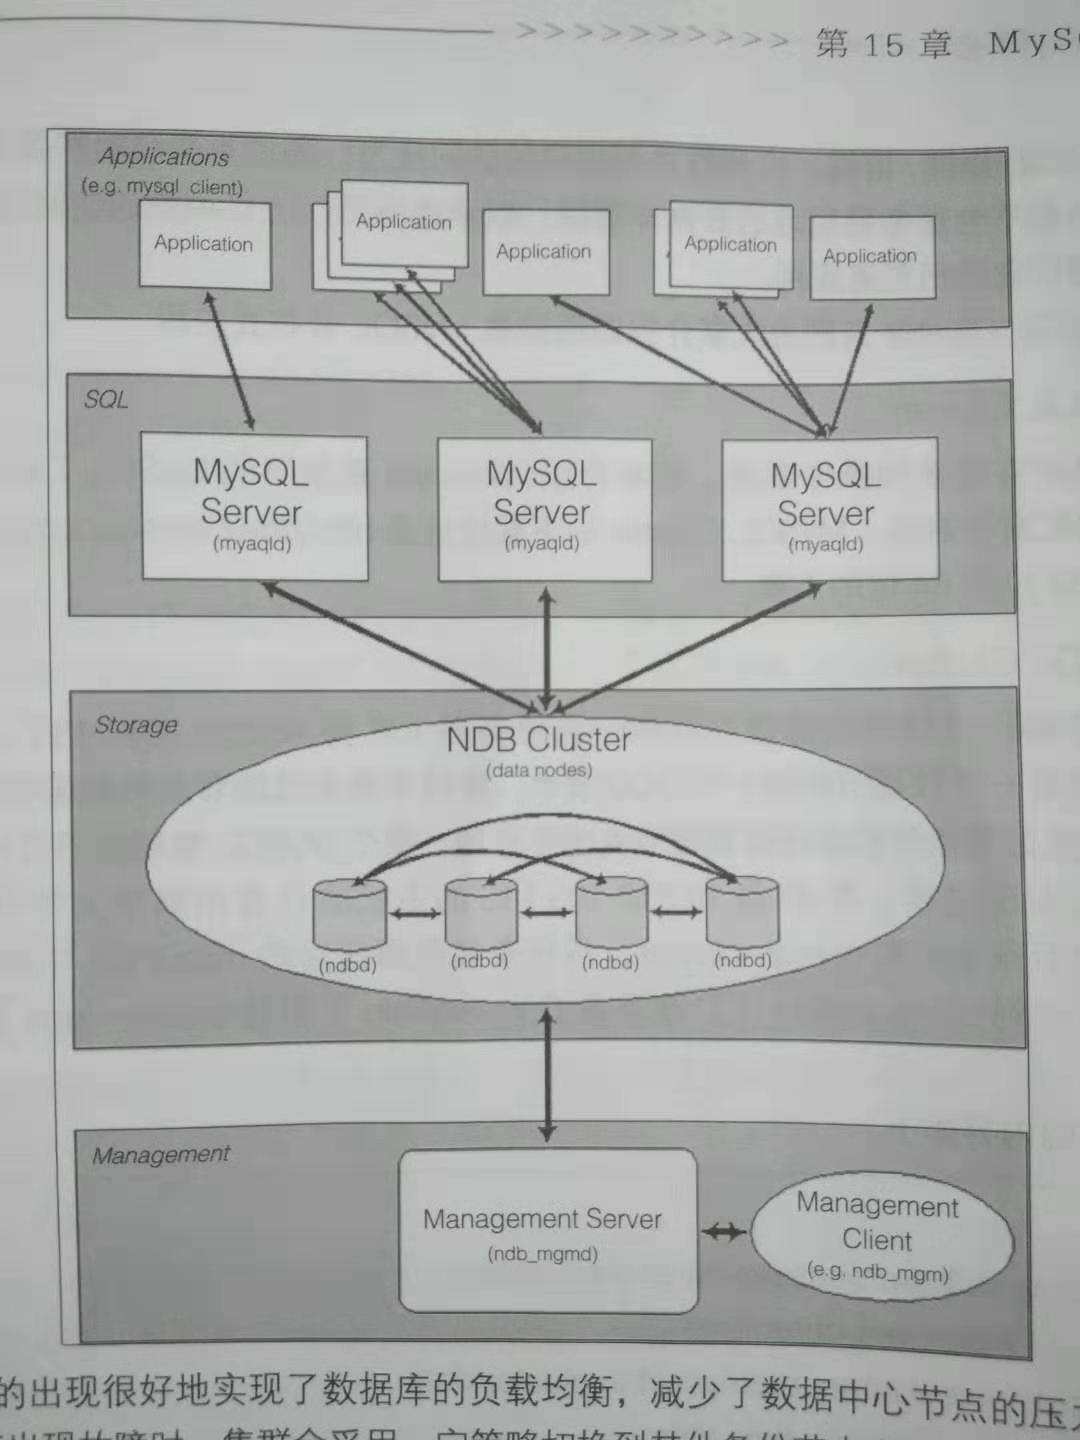 第 15 章 MyS
Applications
(e.g. mysql client)
Application
Application
Application
Application
Application
SQL
MySQL
Server
(myaqld)
MySQL
Server
(myaqld)
MySQL
Server
(myaqld)
Storage
NDB Cluster
(data nodes)
(ndbd)
(ndbd)
(ndbd)
(ndbd)
Management
Management Server
(ndb_mgmd)
Management
Client
(e.g. ndb_mgm)
的出现很好地实现了数据库的负载均衡，减少了数据中心节点的压